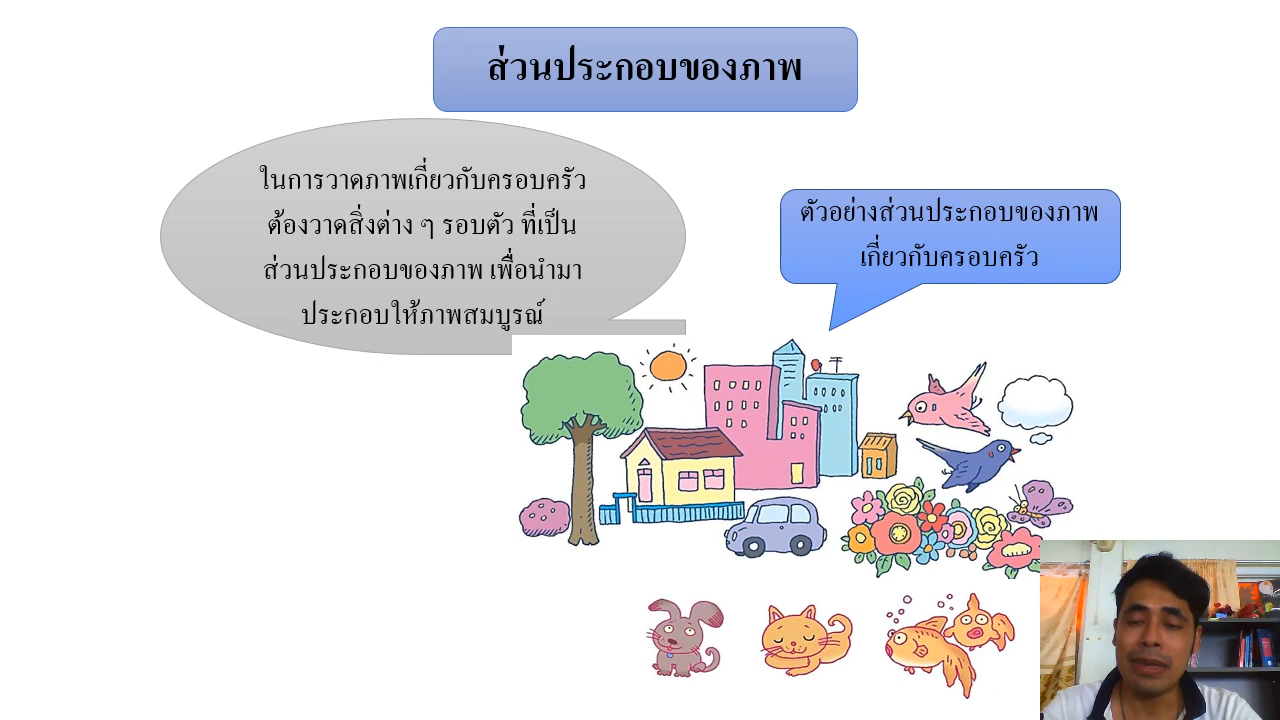 ส่วนประกอบของภาพ
ในการวาดภาพเกี่ยวกับครอบครัว
ต้องวาดสิ่งต่าง ๆ รอบตัว ที่เป็น
ส่วนประกอบของภาพ เพื่อนำมา
ประกอบให้ภาพสมบูรณ์
ตัวอย่างส่วนประกอบของภาพ
เกี่ยวกับครอบครัว